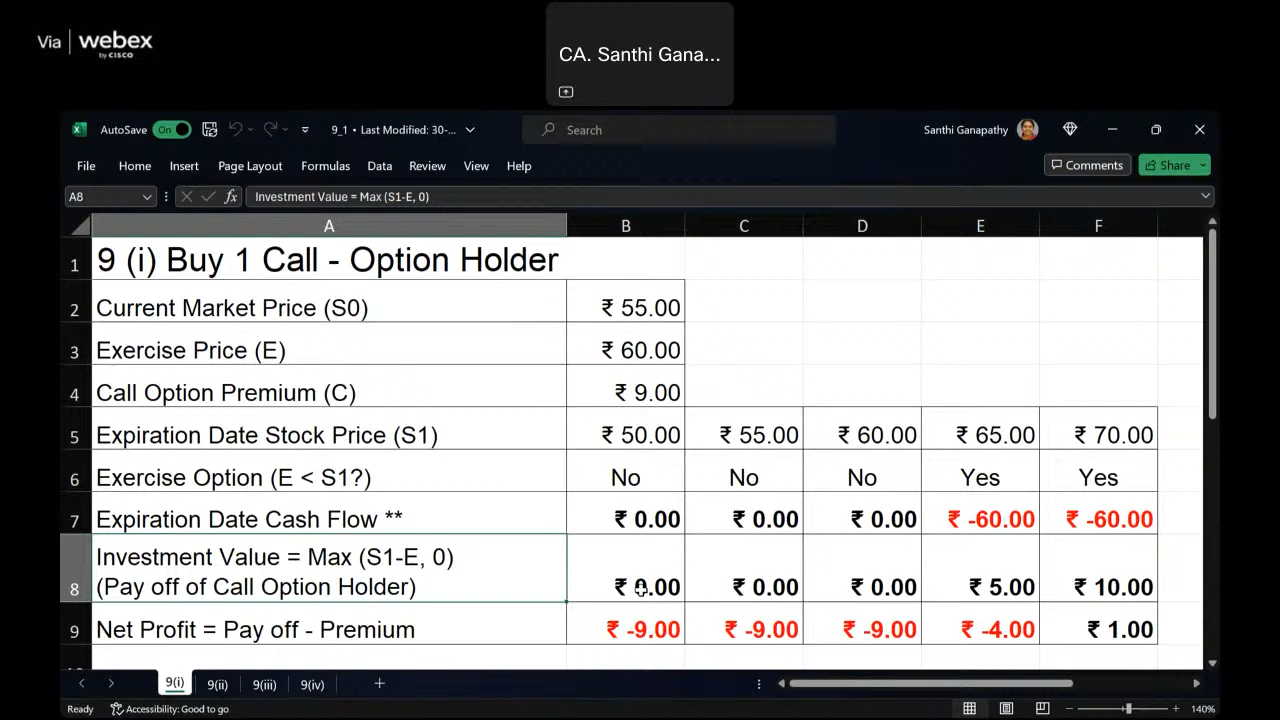 Via | webex
by CISCO
CA. Santhi Gana...
AutoSave On 9_1 • Last Modified: 30-... Search Santhi Ganapathy
File Home Insert Page Layout Formulas Data Review View Help Comments Share
A8 fx Investment Value = Max (S1-E, 0)
A B C D E F
1 9 (i) Buy 1 Call - Option Holder
2 Current Market Price (S0) ₹ 55.00
3 Exercise Price (E) ₹ 60.00
4 Call Option Premium (C) ₹ 9.00
5 Expiration Date Stock Price (S1) ₹ 50.00 ₹ 55.00 ₹ 60.00 ₹ 65.00 ₹ 70.00
6 Exercise Option (E < S1?) No No No Yes Yes
7 Expiration Date Cash Flow ** ₹ 0.00 ₹ 0.00 ₹ 0.00 ₹ -60.00 ₹ -60.00
Investment Value = Max (S1-E, 0)
8 (Pay off of Call Option Holder) ₹ 0.00 ₹ 0.00 ₹ 0.00 ₹ 5.00 ₹ 10.00
9 Net Profit = Pay off - Premium ₹ -9.00 ₹ -9.00 ₹ -9.00 ₹ -4.00 ₹ 1.00
9(i) 9(ii) 9(iii) 9(iv) +
Ready Accessibility: Good to go 140%